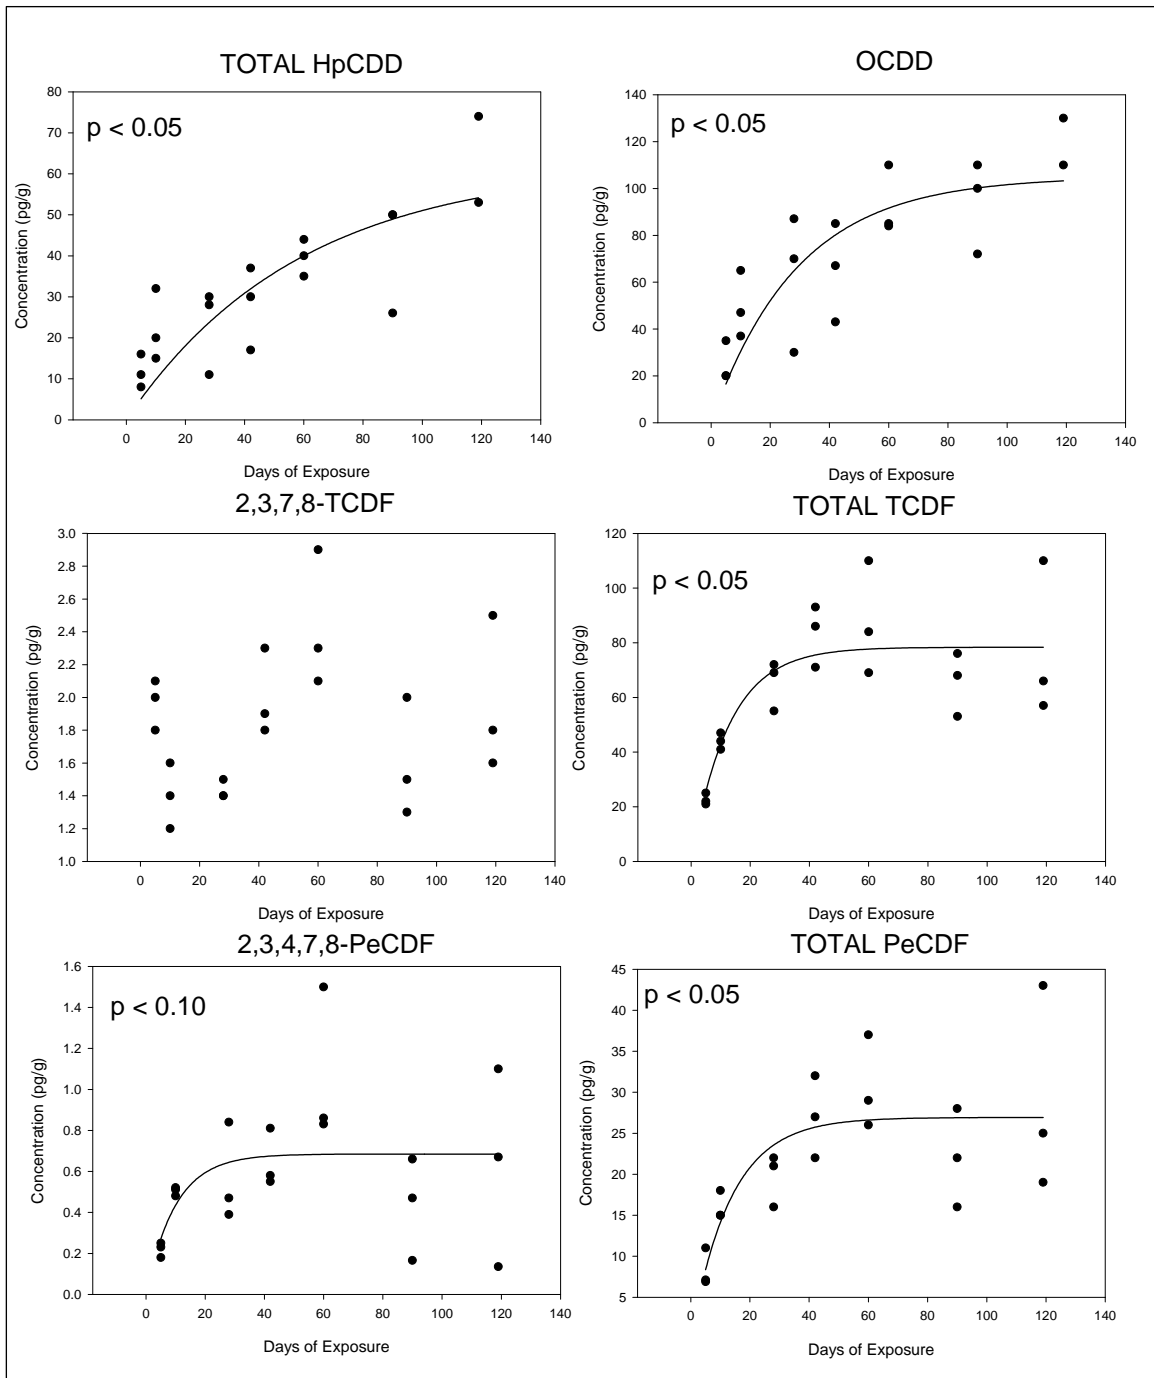 TOTAL HpCDD
p < 0.05
Concentration (pg/g)
80
70
60
50
40
30
20
10
0
0 20 40 60 80 100 120 140
Days of Exposure
OCDD
p < 0.05
Concentration (pg/g)
140
120
100
80
60
40
20
0
0 20 40 60 80 100 120 140
Days of Exposure
2,3,7,8-TCDF
Concentration (pg/g)
3.0
2.8
2.6
2.4
2.2
2.0
1.8
1.6
1.4
1.2
1.0
0 20 40 60 80 100 120 140
Days of Exposure
TOTAL TCDF
p < 0.05
Concentration (pg/g)
120
100
80
60
40
20
0
0 20 40 60 80 100 120 140
Days of Exposure
2,3,4,7,8-PeCDF
p < 0.10
Concentration (pg/g)
1.6
1.4
1.2
1.0
0.8
0.6
0.4
0.2
0.0
0 20 40 60 80 100 120 140
Days of Exposure
TOTAL PeCDF
p < 0.05
Concentration (pg/g)
45
40
35
30
25
20
15
10
5
0 20 40 60 80 100 120 140
Days of Exposure